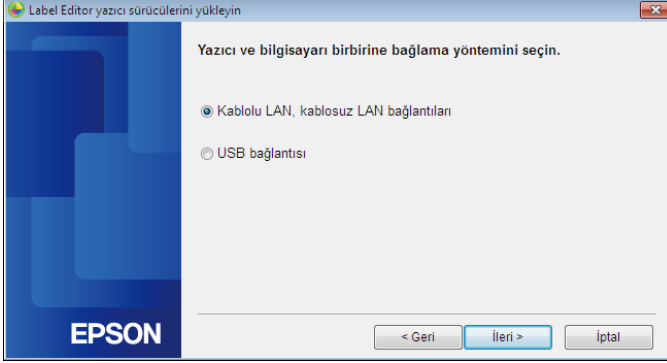 Label Editor yazıcı sürücülerini yükleyin
Yazıcı ve bilgisayarı birbirine bağlama yöntemini seçin.
Kablolu LAN, kablosuz LAN bağlantıları
USB bağlantısı
EPSON
< Geri
İleri >
İptal